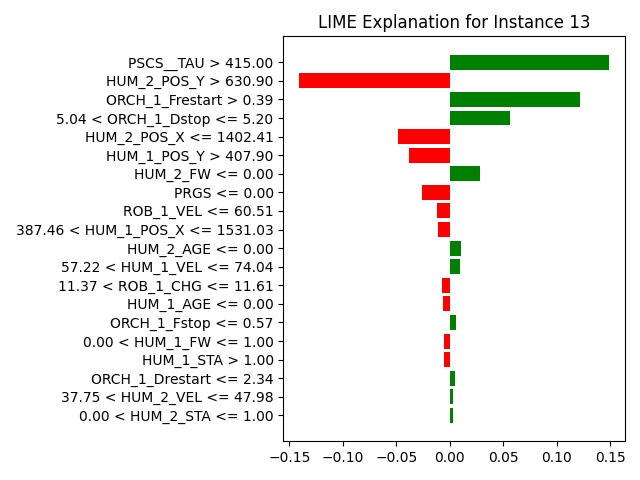 LIME Explanation for Instance 13
PSCS__TAU > 415.00
HUM_2_POS_Y > 630.90
ORCH_1_Frestart > 0.39
5.04 < ORCH_1_Dstop <= 5.20
HUM_2_POS_X <= 1402.41
HUM_1_POS_Y > 407.90
HUM_2_FW <= 0.00
PRGS <= 0.00
ROB_1_VEL <= 60.51
387.46 < HUM_1_POS_X <= 1531.03
HUM_2_AGE <= 0.00
57.22 < HUM_1_VEL <= 74.04
11.37 < ROB_1_CHG <= 11.61
HUM_1_AGE <= 0.00
ORCH_1_Fstop <= 0.57
0.00 < HUM_1_FW <= 1.00
HUM_1_STA > 1.00
ORCH_1_Drestart <= 2.34
37.75 < HUM_2_VEL <= 47.98
0.00 < HUM_2_STA <= 1.00
−0.15 −0.10 −0.05 0.00 0.05 0.10 0.15